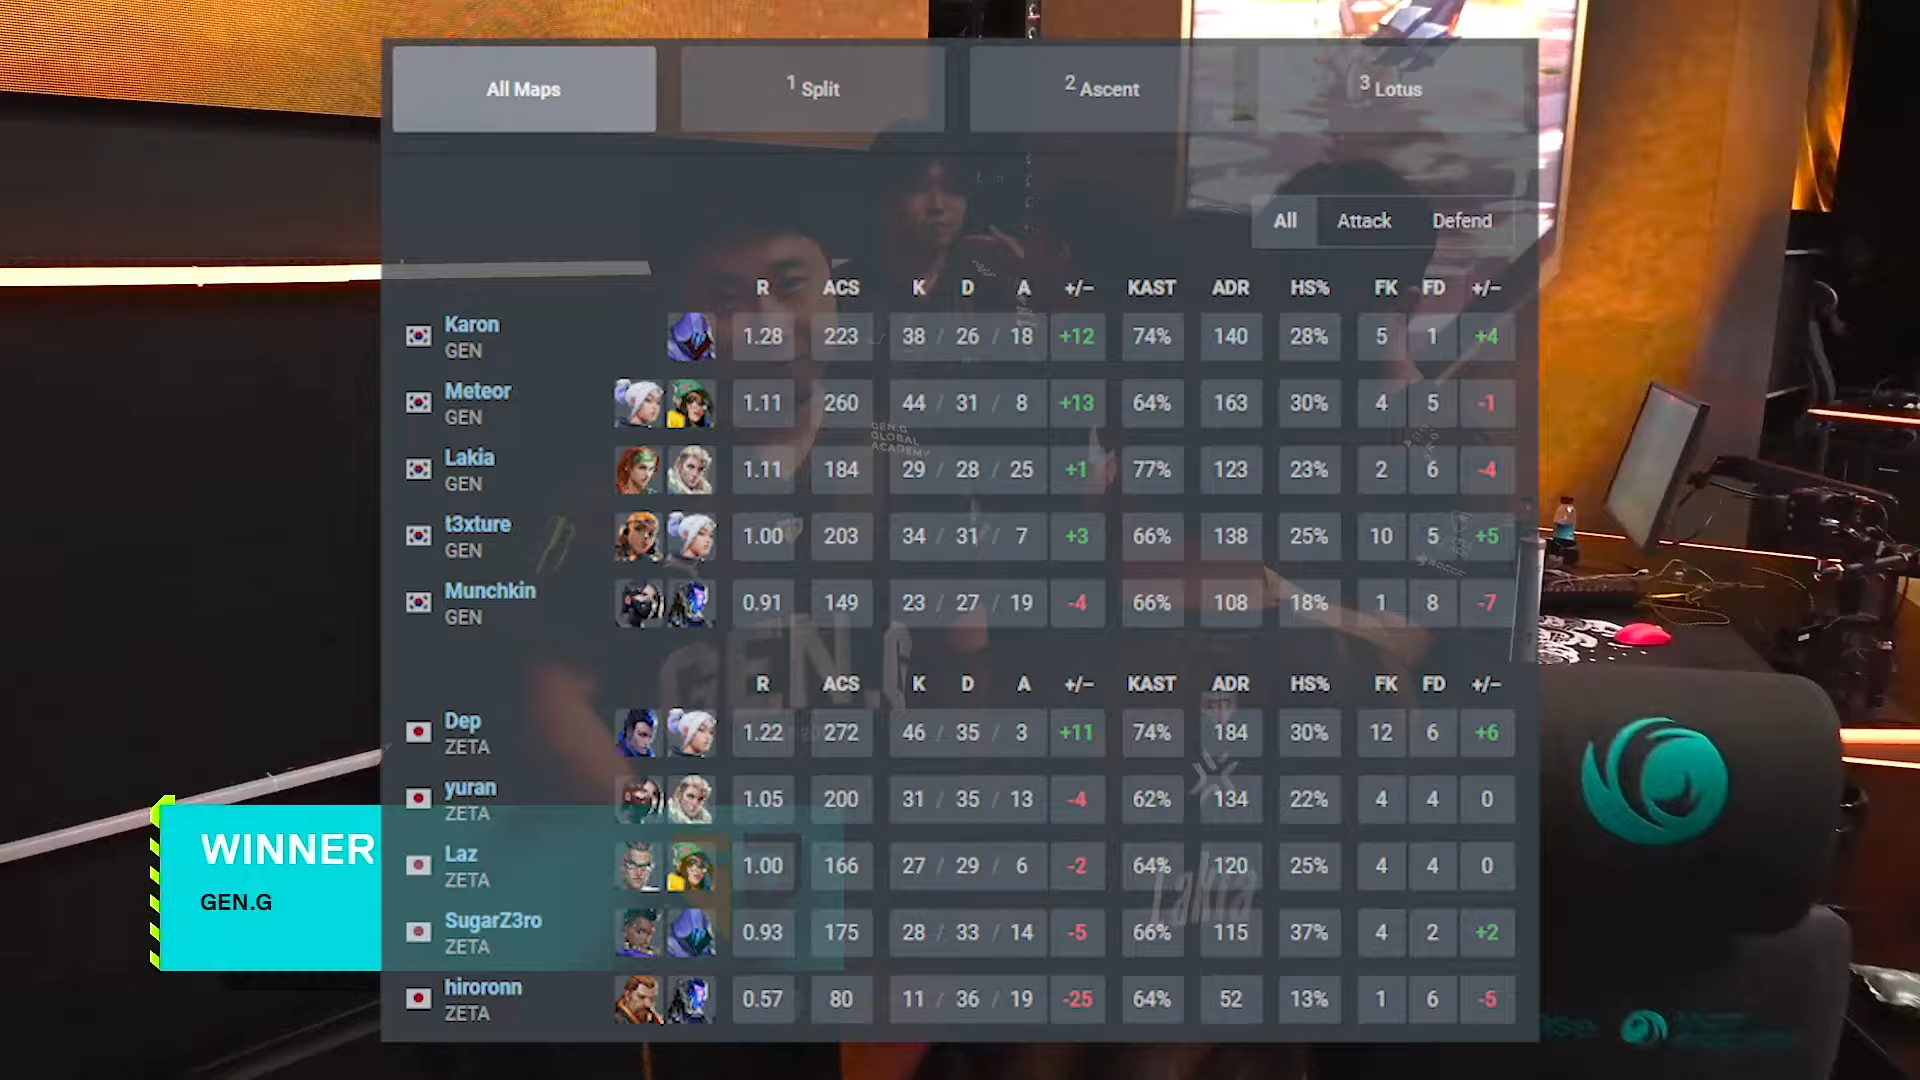 All Maps
1 Split
2 Ascent
3 Lotus
All Attack Defend
R ACS K D A +/− KAST ADR HS% FK FD +/−
Karon
GEN
1.28 223 38 / 26 / 18 +12 74% 140 28% 5 1 +4
Meteor
GEN
1.11 260 44 / 31 / 8 +13 64% 163 30% 4 5 -1
GEN.G
GLOBAL
ACADEMY
Lakia
GEN
1.11 184 29 / 28 / 25 +1 77% 123 23% 2 6 -4
t3xture
GEN
1.00 203 34 / 31 / 7 +3 66% 138 25% 10 5 +5
Munchkin
GEN
0.91 149 23 / 27 / 19 -4 66% 108 18% 1 8 -7
GEN.G
R ACS K D A +/− KAST ADR HS% FK FD +/−
Dep
ZETA
1.22 272 46 / 35 / 3 +11 74% 184 30% 12 6 +6
yuran
ZETA
1.05 200 31 / 35 / 13 -4 62% 134 22% 4 4 0
WINNER
GEN.G
Laz
ZETA
1.00 166 27 / 29 / 6 -2 64% 120 25% 4 4 0
Lakia
SugarZ3ro
ZETA
0.93 175 28 / 33 / 14 -5 66% 115 37% 4 2 +2
hiroronn
ZETA
0.57 80 11 / 36 / 19 -25 64% 52 13% 1 6 -5